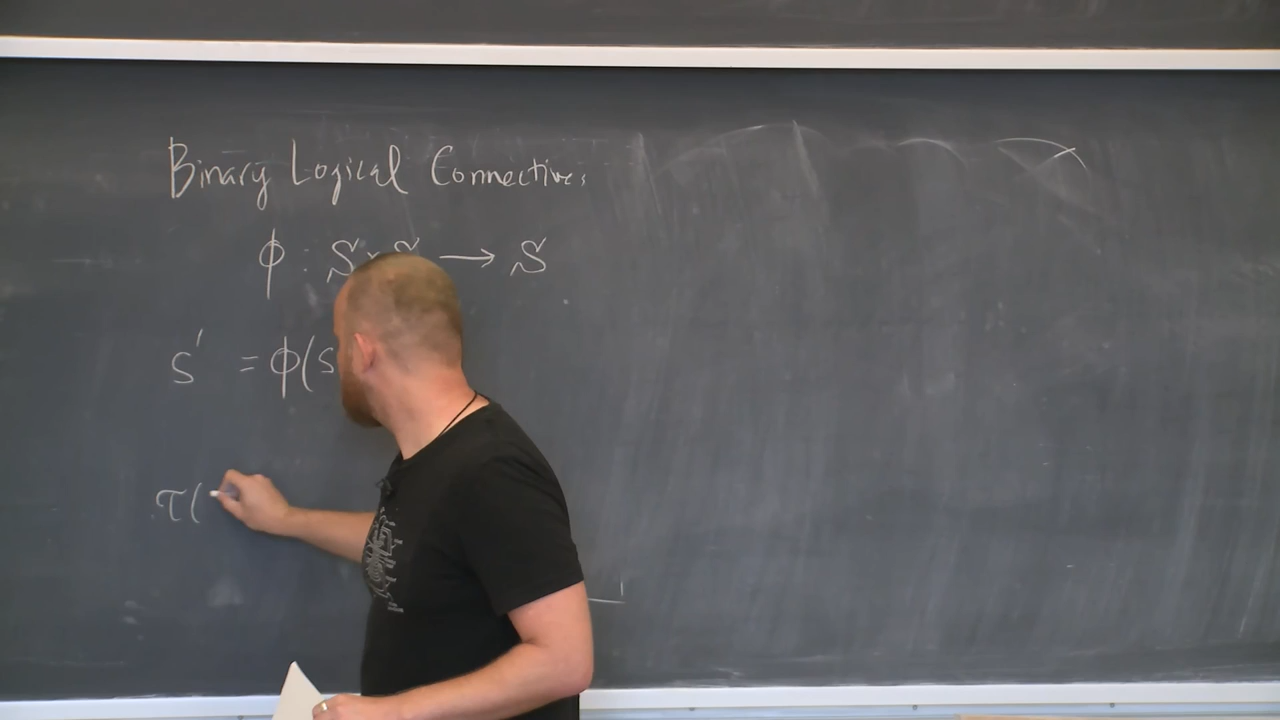 Binary Logical Connectives
ϕ : S × S → S
s' = ϕ(s
τ(